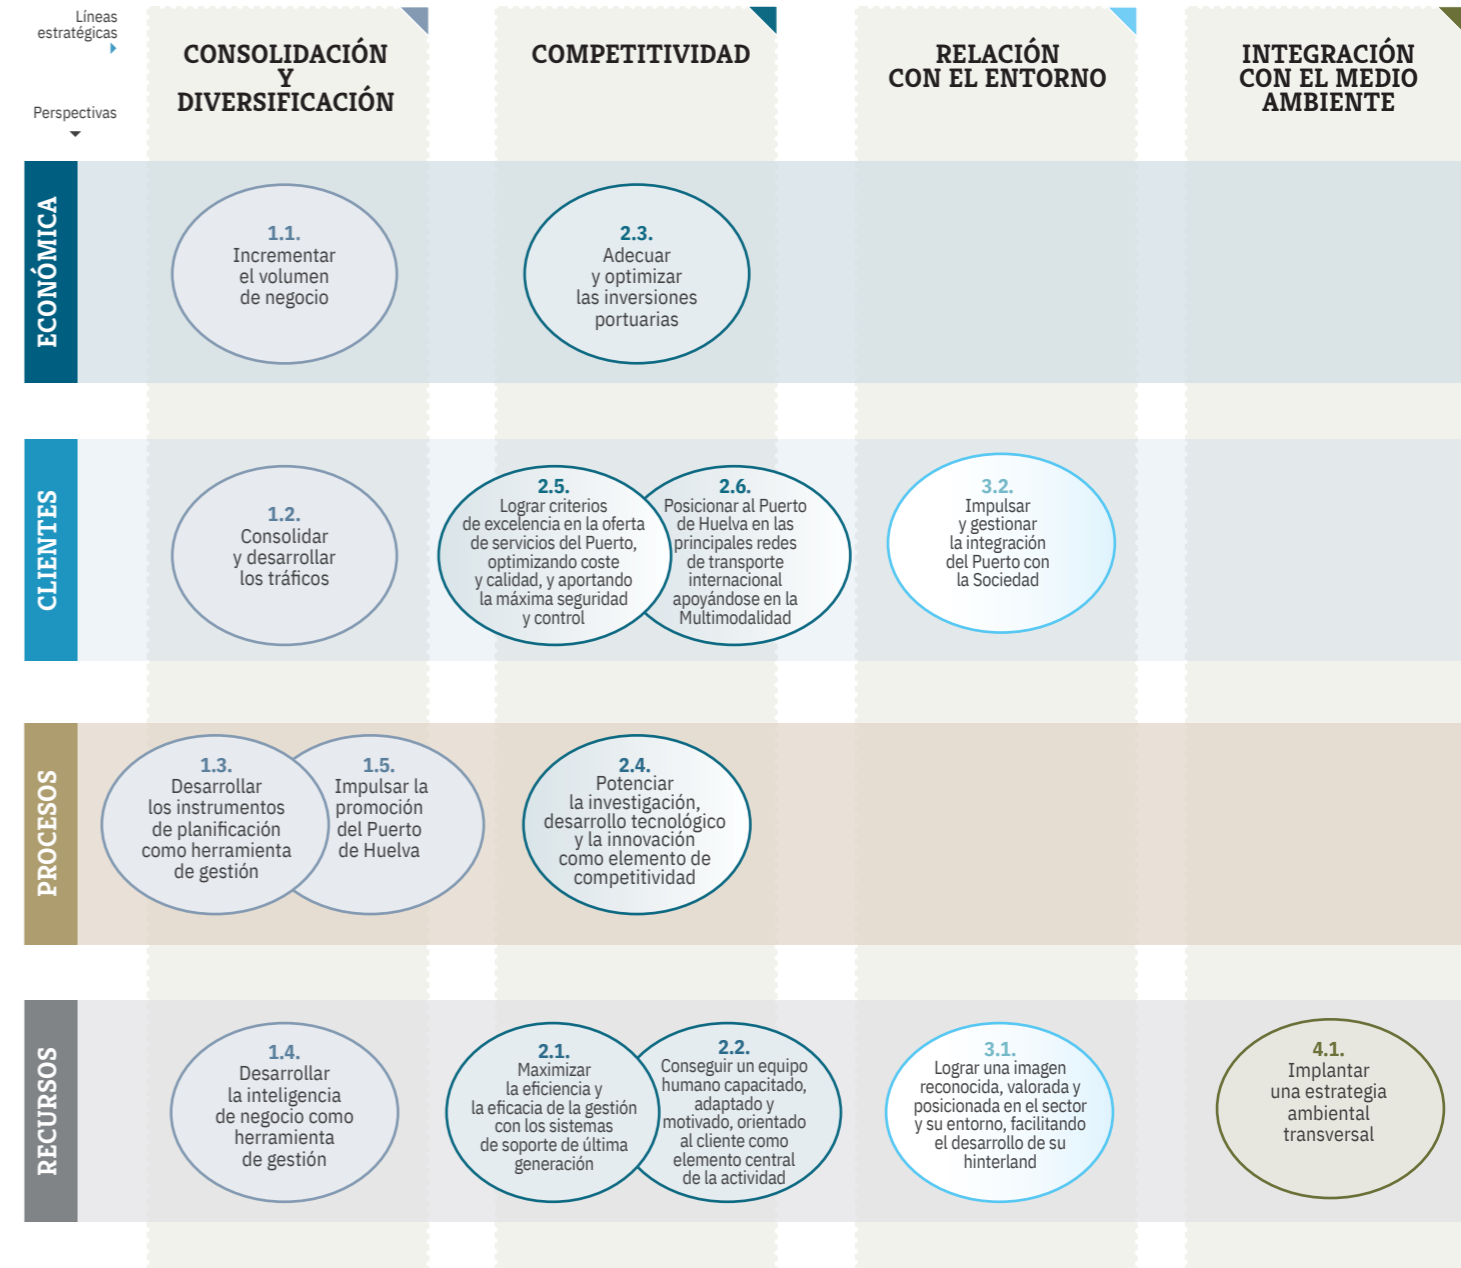 Líneas
estratégicas
Perspectivas
CONSOLIDACIÓN
Y
DIVERSIFICACIÓN
COMPETITIVIDAD
RELACIÓN
CON EL ENTORNO
INTEGRACIÓN
CON EL MEDIO
AMBIENTE
ECONÓMICA
1.1.
Incrementar
el volumen
de negocio
2.3.
Adecuar
y optimizar
las inversiones
portuarias
CLIENTES
1.2.
Consolidar
y desarrollar
los tráficos
2.5.
Lograr criterios
de excelencia en la oferta
de servicios del Puerto,
optimizando coste
y calidad, y aportando
la máxima seguridad
y control
2.6.
Posicionar al Puerto
de Huelva en las
principales redes
de transporte
internacional
apoyándose en la
Multimodalidad
3.2.
Impulsar
y gestionar
la integración
del Puerto con
la Sociedad
PROCESOS
1.3.
Desarrollar
los instrumentos
de planificación
como herramienta
de gestión
1.5.
Impulsar la
promoción
del Puerto
de Huelva
2.4.
Potenciar
la investigación,
desarrollo tecnológico
y la innovación
como elemento de
competitividad
RECURSOS
1.4.
Desarrollar
la inteligencia
de negocio como
herramienta
de gestión
2.1.
Maximizar
la eficiencia y
la eficacia de la gestión
con los sistemas
de soporte de última
generación
2.2.
Conseguir un equipo
humano capacitado,
adaptado y
motivado, orientado
al cliente como
elemento central
de la actividad
3.1.
Lograr una imagen
reconocida, valorada y
posicionada en el sector
y su entorno, facilitando
el desarrollo de su
hinterland
4.1.
Implantar
una estrategia
ambiental
transversal